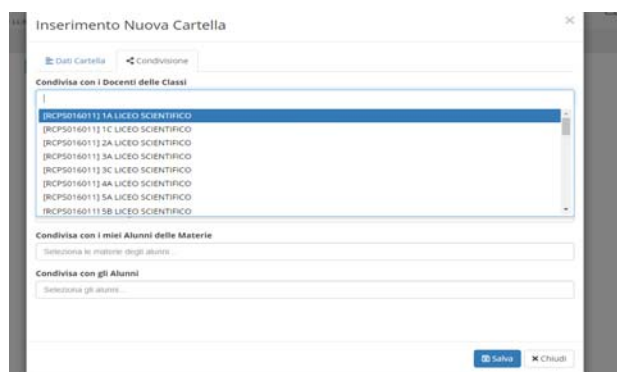 Inserimento Nuova Cartella
Dati Cartella
Condivisione
Condivisa con i Docenti delle Classi
[RCPS016011] 1A LICEO SCIENTIFICO
[RCPS016011] 1C LICEO SCIENTIFICO
[RCPS016011] 2A LICEO SCIENTIFICO
[RCPS016011] 3A LICEO SCIENTIFICO
[RCPS016011] 3C LICEO SCIENTIFICO
[RCPS016011] 4A LICEO SCIENTIFICO
[RCPS016011] 5A LICEO SCIENTIFICO
[RCPS016011] 5B LICEO SCIENTIFICO
Condivisa con i miei Alunni delle Materie
Seleziona le materie degli alunni...
Condivisa con gli Alunni
Seleziona gli alunni...
Salva
Chiudi